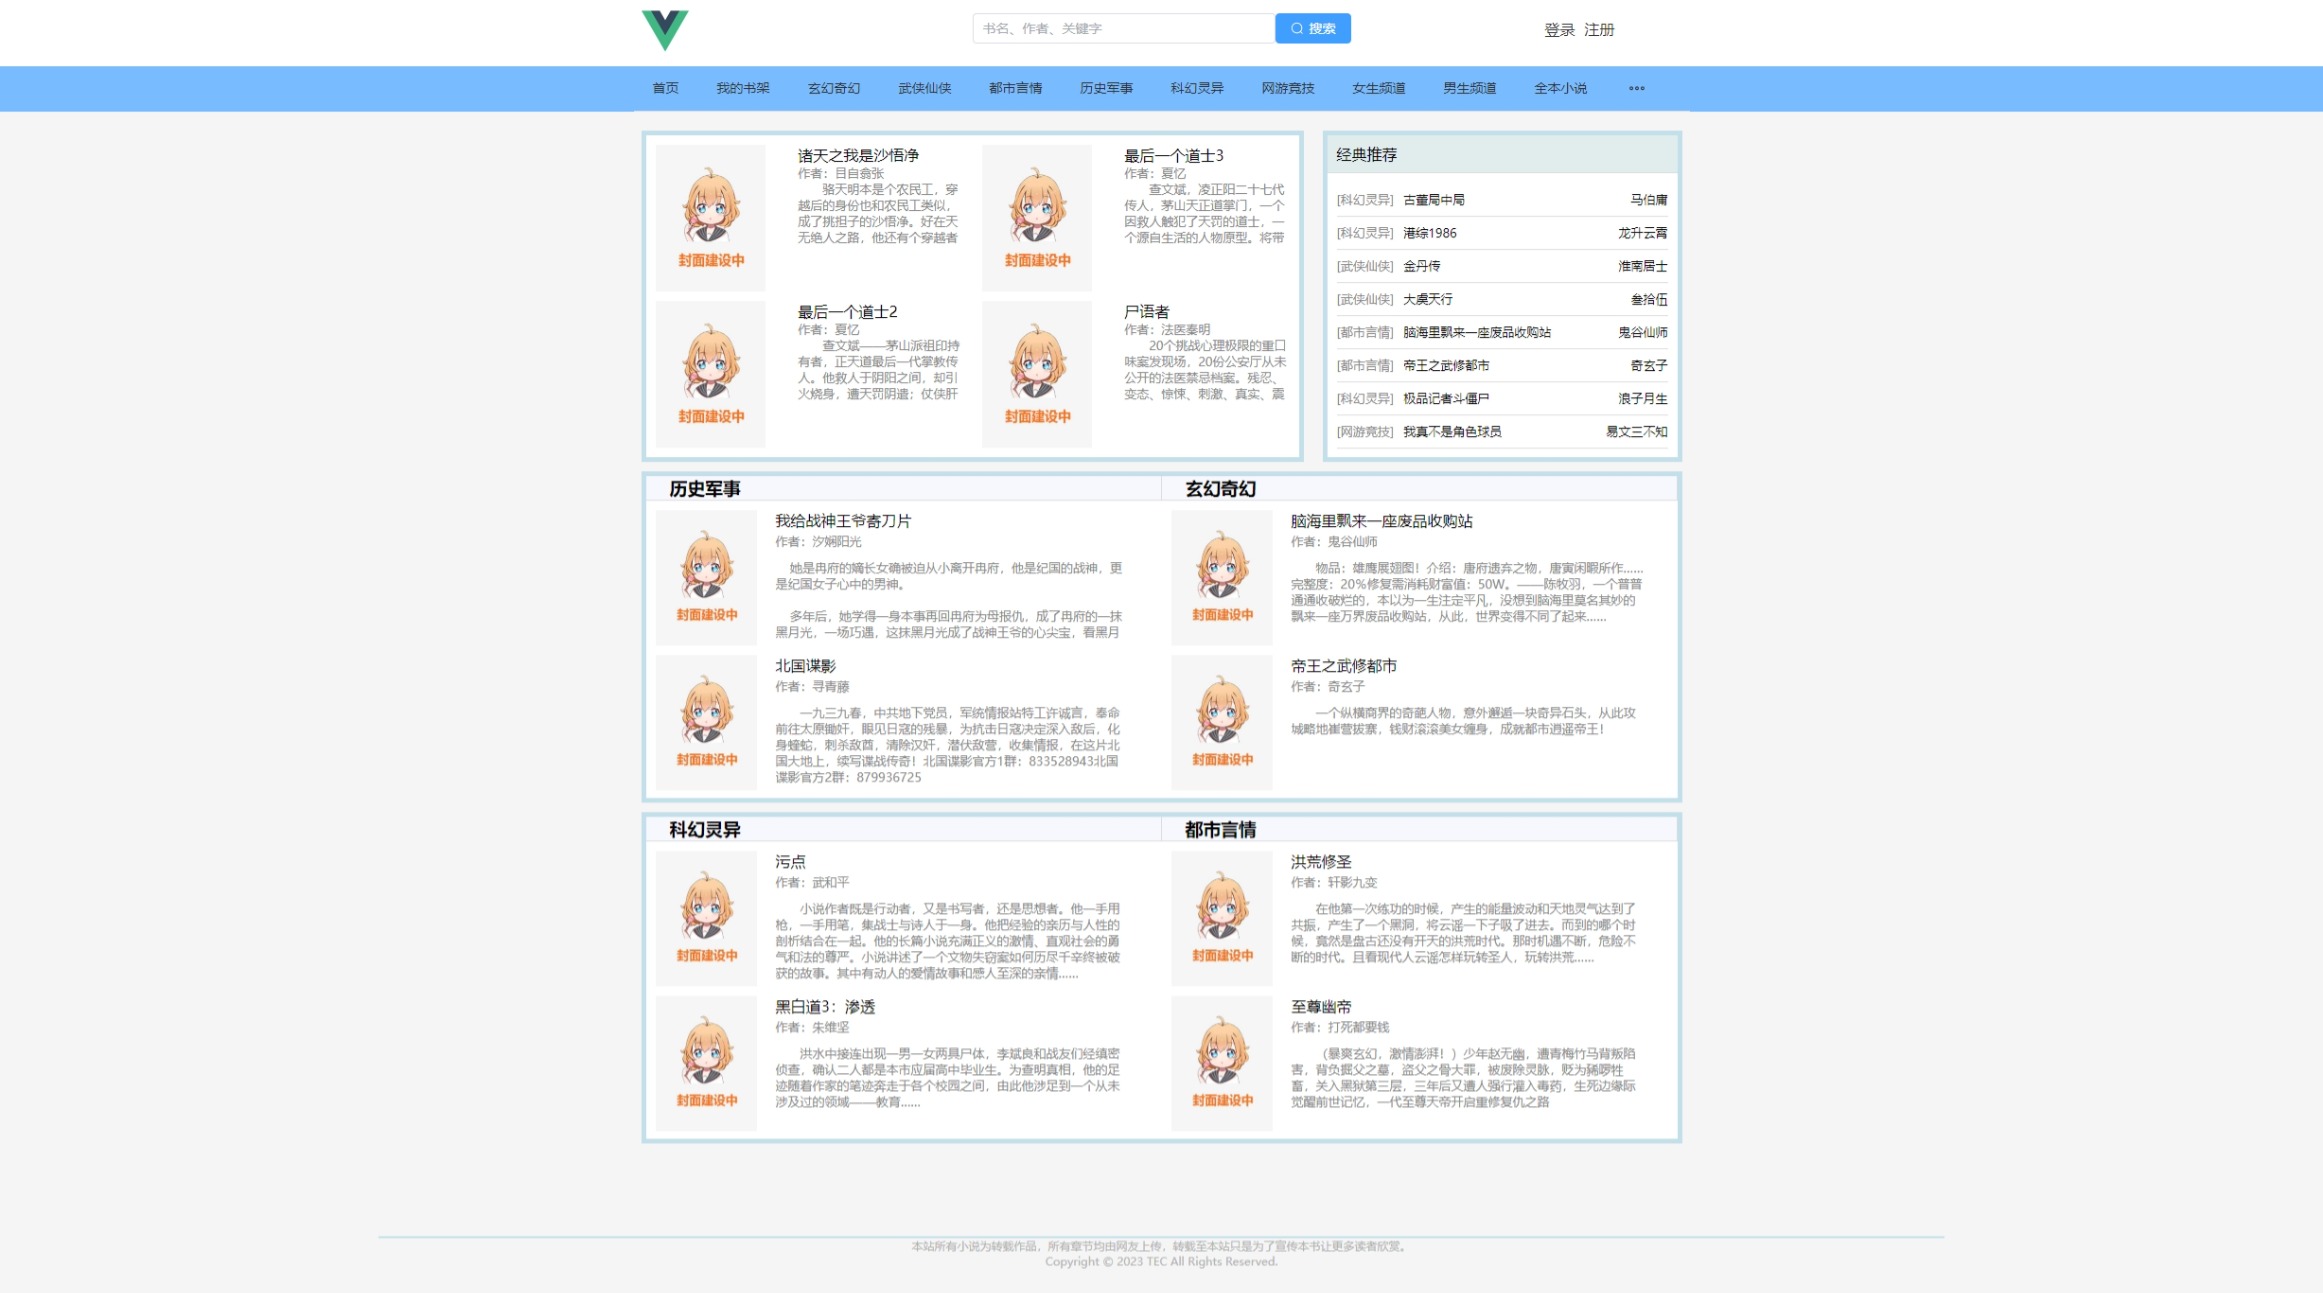 书名、作者、关键字
搜索
登录 注册
首页 我的书架 玄幻奇幻 武侠仙侠 都市言情 历史军事 科幻灵异 网游竞技 女生频道 男生频道 全本小说
诸天之我是沙悟净
作者：目自翕张
骆天明本是个农民工，穿
越后的身份也和农民工类似，
成了挑担子的沙悟净。好在天
无绝人之路，他还有个穿越者
封面建设中
最后一个道士3
作者：夏忆
查文斌，凌正阳二十七代
传人，茅山天正道掌门，一个
因救人触犯了天罚的道士，一
个源自生活的人物原型。将带
封面建设中
最后一个道士2
作者：夏忆
查文斌——茅山派祖印持
有者，正天道最后一代掌教传
人。他救人于阴阳之间，却引
火烧身，遭天罚阴谴；仗侠肝
封面建设中
尸语者
作者：法医秦明
20个挑战心理极限的重口
味案发现场，20份公安厅从未
公开的法医禁忌档案。残忍、
变态、惊悚、刺激、真实、震
封面建设中
经典推荐
[科幻灵异] 古董局中局 马伯庸
[科幻灵异] 港综1986 龙升云霄
[武侠仙侠] 金丹传 淮南居士
[武侠仙侠] 大虞天行 叁拾伍
[都市言情] 脑海里飘来一座废品收购站 鬼谷仙师
[都市言情] 帝王之武修都市 奇玄子
[科幻灵异] 极品记者斗僵尸 浪子月生
[网游竞技] 我真不是角色球员 易文三不知
历史军事
我给战神王爷寄刀片
作者：汐娴阳光
她是冉府的嫡长女确被迫从小离开冉府，他是纪国的战神，更
是纪国女子心中的男神。
多年后，她学得一身本事再回冉府为母报仇，成了冉府的一抹
黑月光，一场巧遇，这抹黑月光成了战神王爷的心尖宝，看黑月
封面建设中
北国谍影
作者：寻青藤
一九三九春，中共地下党员，军统情报站特工许诚言，奉命
前往太原锄奸，眼见日寇的残暴，为抗击日寇决定深入敌后，化
身蝰蛇，刺杀敌酋，清除汉奸，潜伏敌营，收集情报，在这片北
国大地上，续写谍战传奇！北国谍影官方1群：833528943北国
谍影官方2群：879936725
封面建设中
玄幻奇幻
脑海里飘来一座废品收购站
作者：鬼谷仙师
物品：雄鹰展翅图！介绍：唐府遗弃之物，唐寅闲暇所作……
完整度：20%修复需消耗财富值：50W。——陈牧羽，一个普普
通通收破烂的，本以为一生注定平凡，没想到脑海里莫名其妙的
飘来一座万界废品收购站，从此，世界变得不同了起来……
封面建设中
帝王之武修都市
作者：奇玄子
一个纵横商界的奇葩人物，意外邂逅一块奇异石头，从此攻
城略地崔营拔寨，钱财滚滚美女缠身，成就都市逍遥帝王！
封面建设中
科幻灵异
污点
作者：武和平
小说作者既是行动者，又是书写者，还是思想者。他一手用
枪，一手用笔，集战士与诗人于一身。他把经验的亲历与人性的
剖析结合在一起。他的长篇小说充满正义的激情、直观社会的勇
气和法的尊严。小说讲述了一个文物失窃案如何历尽千辛终被破
获的故事。其中有动人的爱情故事和感人至深的亲情……
封面建设中
黑白道3：渗透
作者：朱维坚
洪水中接连出现一男一女两具尸体，李斌良和战友们经缜密
侦查，确认二人都是本市应届高中毕业生。为查明真相，他的足
迹随着作家的笔迹奔走于各个校园之间，由此他涉足到一个从未
涉及过的领域——教育……
封面建设中
都市言情
洪荒修圣
作者：轩影九变
在他第一次练功的时候，产生的能量波动和天地灵气达到了
共振，产生了一个黑洞，将云谣一下子吸了进去。而到的哪个时
候，竟然是盘古还没有开天的洪荒时代。那时机遇不断，危险不
断的时代。且看现代人云谣怎样玩转圣人，玩转洪荒……
封面建设中
至尊幽帝
作者：打死都要钱
（暴爽玄幻，激情澎湃！）少年赵无幽，遭青梅竹马背叛陷
害，背负掘父之墓，盗父之骨大罪，被废除灵脉，贬为豨啰牲
畜，关入黑狱第三层，三年后又遭人强行灌入毒药，生死边缘际
觉醒前世记忆，一代至尊天帝开启重修复仇之路
封面建设中
本站所有小说为转载作品，所有章节均由网友上传，转载至本站只是为了宣传本书让更多读者欣赏。
Copyright © 2023 TEC All Rights Reserved.